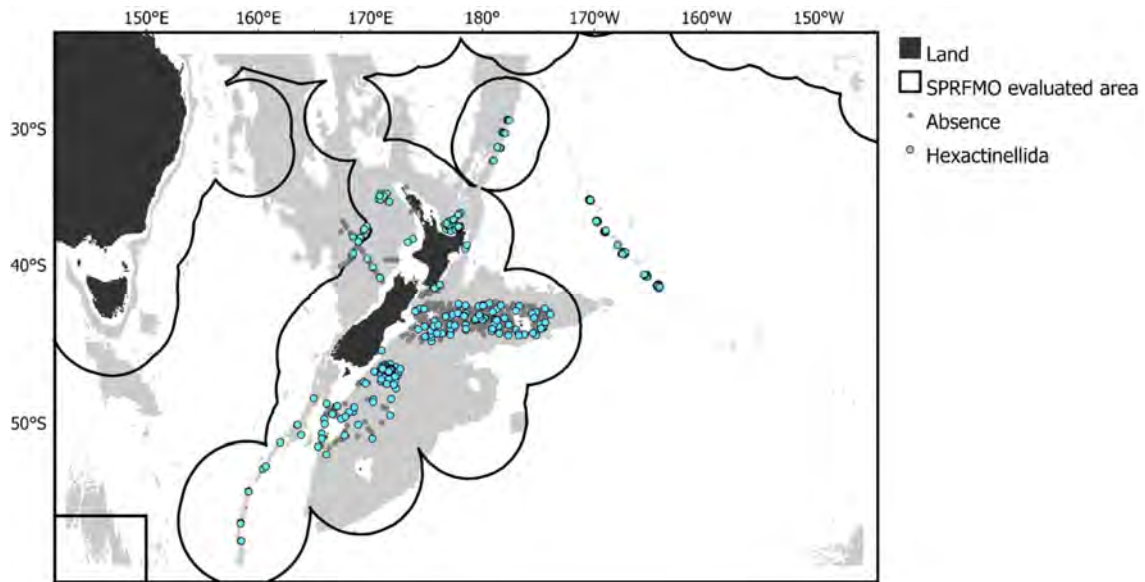 150°E 160°E 170°E 180° 170°W 160°W 150°W
Land
SPRFMO evaluated area
Absence
Hexactinellida
30°S
40°S
50°S